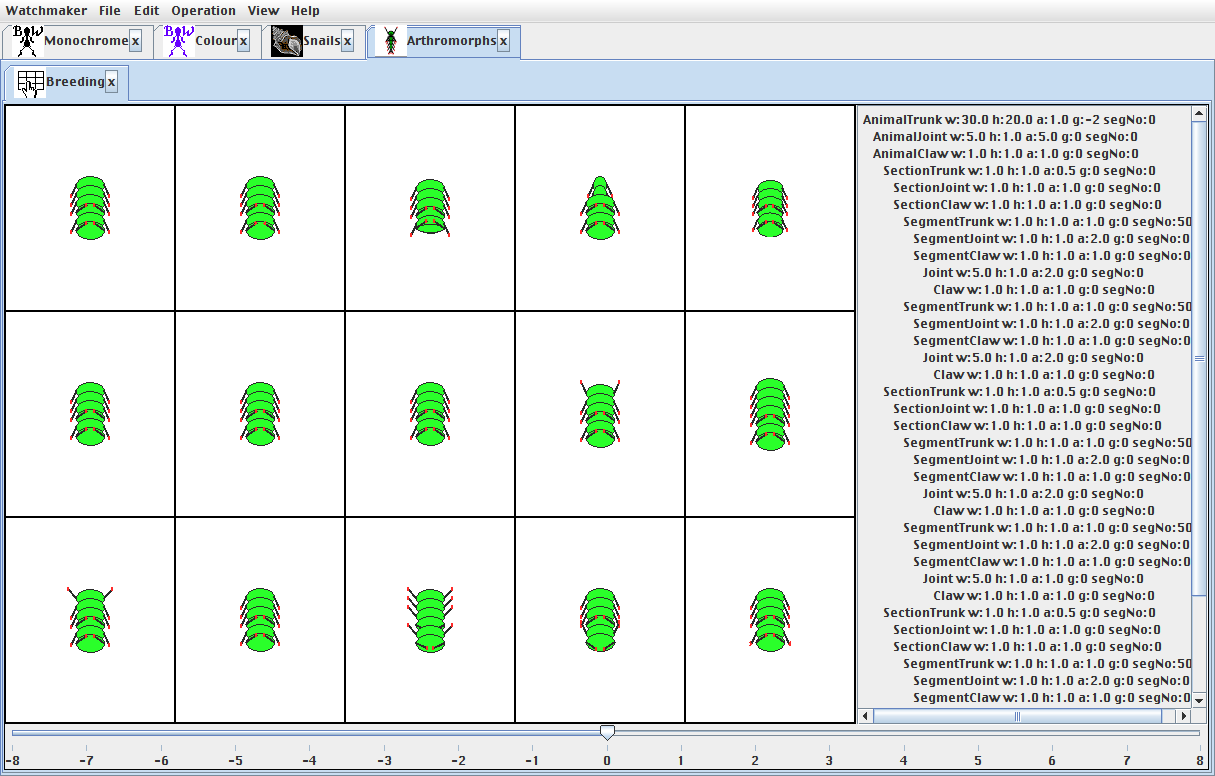 Watchmaker File Edit Operation View Help
BW Monochrome x BW Colour x Snails x Arthromorphs x
Breeding x
AnimalTrunk w:30.0 h:20.0 a:1.0 g:-2 segNo:0
AnimalJoint w:5.0 h:1.0 a:5.0 g:0 segNo:0
AnimalClaw w:1.0 h:1.0 a:1.0 g:0 segNo:0
SectionTrunk w:1.0 h:1.0 a:0.5 g:0 segNo:0
SectionJoint w:1.0 h:1.0 a:1.0 g:0 segNo:0
SectionClaw w:1.0 h:1.0 a:1.0 g:0 segNo:0
SegmentTrunk w:1.0 h:1.0 a:1.0 g:0 segNo:50
SegmentJoint w:1.0 h:1.0 a:2.0 g:0 segNo:0
SegmentClaw w:1.0 h:1.0 a:1.0 g:0 segNo:0
Joint w:5.0 h:1.0 a:2.0 g:0 segNo:0
Claw w:1.0 h:1.0 a:1.0 g:0 segNo:0
SegmentTrunk w:1.0 h:1.0 a:1.0 g:0 segNo:50
SegmentJoint w:1.0 h:1.0 a:2.0 g:0 segNo:0
SegmentClaw w:1.0 h:1.0 a:1.0 g:0 segNo:0
Joint w:5.0 h:1.0 a:2.0 g:0 segNo:0
Claw w:1.0 h:1.0 a:1.0 g:0 segNo:0
SectionTrunk w:1.0 h:1.0 a:0.5 g:0 segNo:0
SectionJoint w:1.0 h:1.0 a:1.0 g:0 segNo:0
SectionClaw w:1.0 h:1.0 a:1.0 g:0 segNo:0
SegmentTrunk w:1.0 h:1.0 a:1.0 g:0 segNo:50
SegmentJoint w:1.0 h:1.0 a:2.0 g:0 segNo:0
SegmentClaw w:1.0 h:1.0 a:1.0 g:0 segNo:0
Joint w:5.0 h:1.0 a:2.0 g:0 segNo:0
Claw w:1.0 h:1.0 a:1.0 g:0 segNo:0
SegmentTrunk w:1.0 h:1.0 a:1.0 g:0 segNo:50
SegmentJoint w:1.0 h:1.0 a:2.0 g:0 segNo:0
SegmentClaw w:1.0 h:1.0 a:1.0 g:0 segNo:0
Joint w:5.0 h:1.0 a:1.0 g:0 segNo:0
Claw w:1.0 h:1.0 a:1.0 g:0 segNo:0
SectionTrunk w:1.0 h:1.0 a:0.5 g:0 segNo:0
SectionJoint w:1.0 h:1.0 a:1.0 g:0 segNo:0
SectionClaw w:1.0 h:1.0 a:1.0 g:0 segNo:0
SegmentTrunk w:1.0 h:1.0 a:1.0 g:0 segNo:50
SegmentJoint w:1.0 h:1.0 a:2.0 g:0 segNo:0
SegmentClaw w:1.0 h:1.0 a:1.0 g:0 segNo:0
-8 -7 -6 -5 -4 -3 -2 -1 0 1 2 3 4 5 6 7 8